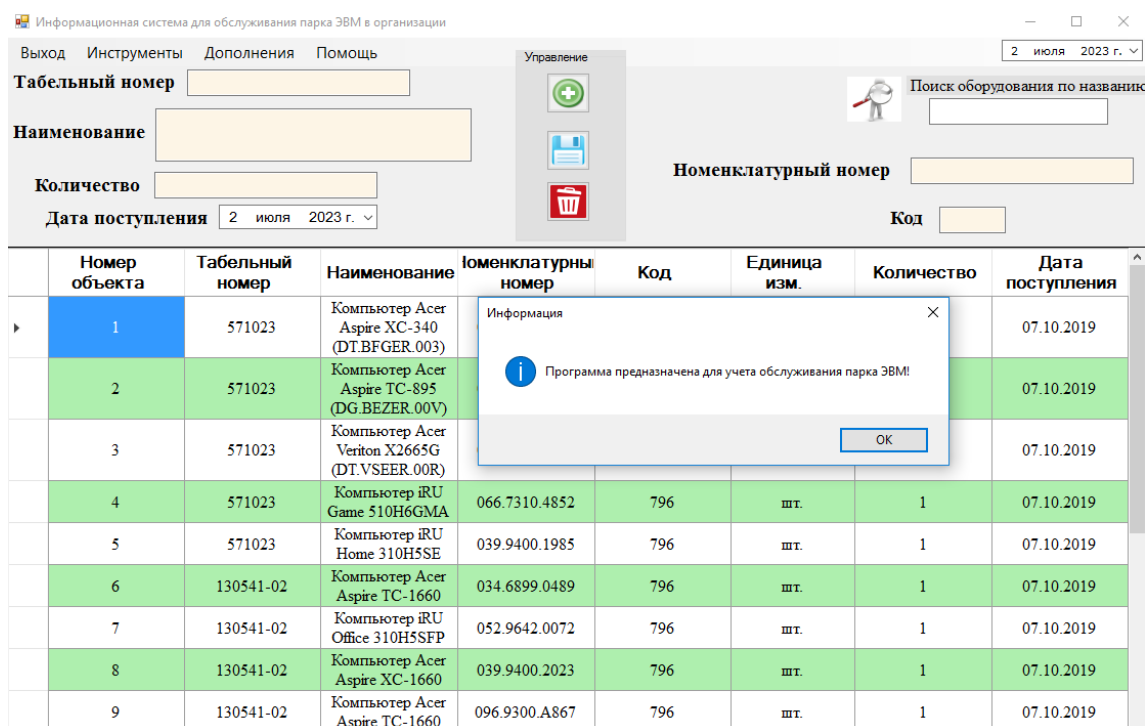 Информационная система для обслуживания парка ЭВМ в организации
Выход Инструменты Дополнения Помощь
2 июля 2023 г.
Управление
Табельный номер
Поиск оборудования по названию
Наименование
Номенклатурный номер
Количество
Дата поступления 2 июля 2023 г.
Код
Номер объекта
Табельный номер
Наименование
Номенклатурны
номер
Код
Единица изм.
Количество
Дата поступления
1 571023 Компьютер Acer
Aspire XC-340
(DT.BFGER.003) 07.10.2019
2 571023 Компьютер Acer
Aspire TC-895
(DG.BEZER.00V) 07.10.2019
3 571023 Компьютер Acer
Veriton X2665G
(DT.VSEER.00R) 07.10.2019
Информация
Программа предназначена для учета обслуживания парка ЭВМ!
OK
4 571023 Компьютер iRU
Game 510H6GMA 066.7310.4852 796 шт. 1 07.10.2019
5 571023 Компьютер iRU
Home 310H5SE 039.9400.1985 796 шт. 1 07.10.2019
6 130541-02 Компьютер Acer
Aspire TC-1660 034.6899.0489 796 шт. 1 07.10.2019
7 130541-02 Компьютер iRU
Office 310H5SFP 052.9642.0072 796 шт. 1 07.10.2019
8 130541-02 Компьютер Acer
Aspire XC-1660 039.9400.2023 796 шт. 1 07.10.2019
9 130541-02 Компьютер Acer
Aspire TC-1660 096.9300.A867 796 шт. 1 07.10.2019